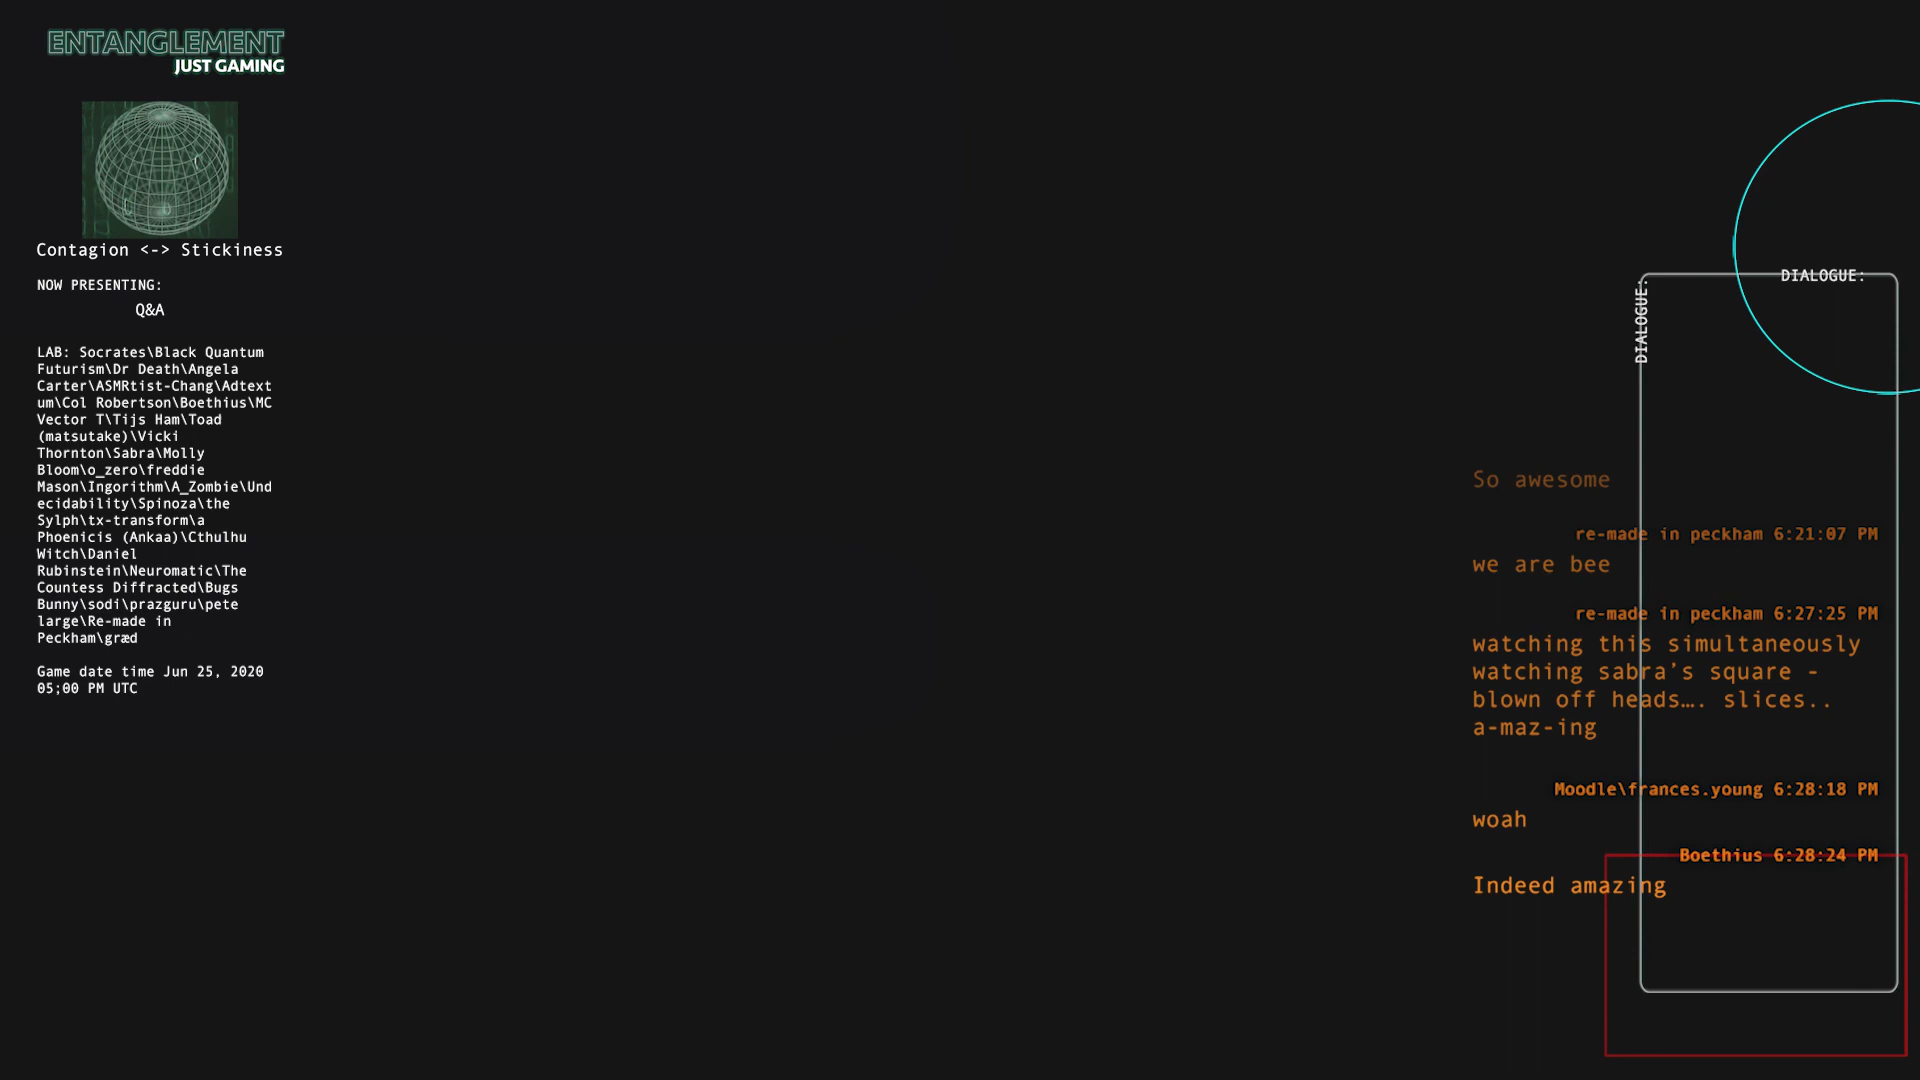 ENTANGLEMENT
JUST GAMING
Contagion <-> Stickiness
NOW PRESENTING:
Q&A
LAB: Socrates\Black Quantum
Futurism\Dr Death\Angela
Carter\ASMRtist-Chang\Adtext
um\Col Robertson\Boethius\MC
Vector T\Tijs Ham\Toad
(matsutake)\Vicki
Thornton\Sabra\Molly
Bloom\o_zero\freddie
Mason\Ingorithm\A_Zombie\Und
ecidability\Spinoza\the
Sylph\tx-transform\a
Phoenicis (Ankaa)\Cthulhu
Witch\Daniel
Rubinstein\Neuromatic\The
Countess Diffracted\Bugs
Bunny\sodi\prazguru\pete
large\Re-made in
Peckham\græd
Game date time Jun 25, 2020
05;00 PM UTC
DIALOGUE:
DIALOGUE:
So awesome
re-made in peckham 6:21:07 PM
we are bee
re-made in peckham 6:27:25 PM
watching this simultaneously
watching sabra’s square -
blown off heads…. slices..
a-maz-ing
Moodle\frances.young 6:28:18 PM
woah
Boethius 6:28:24 PM
Indeed amazing